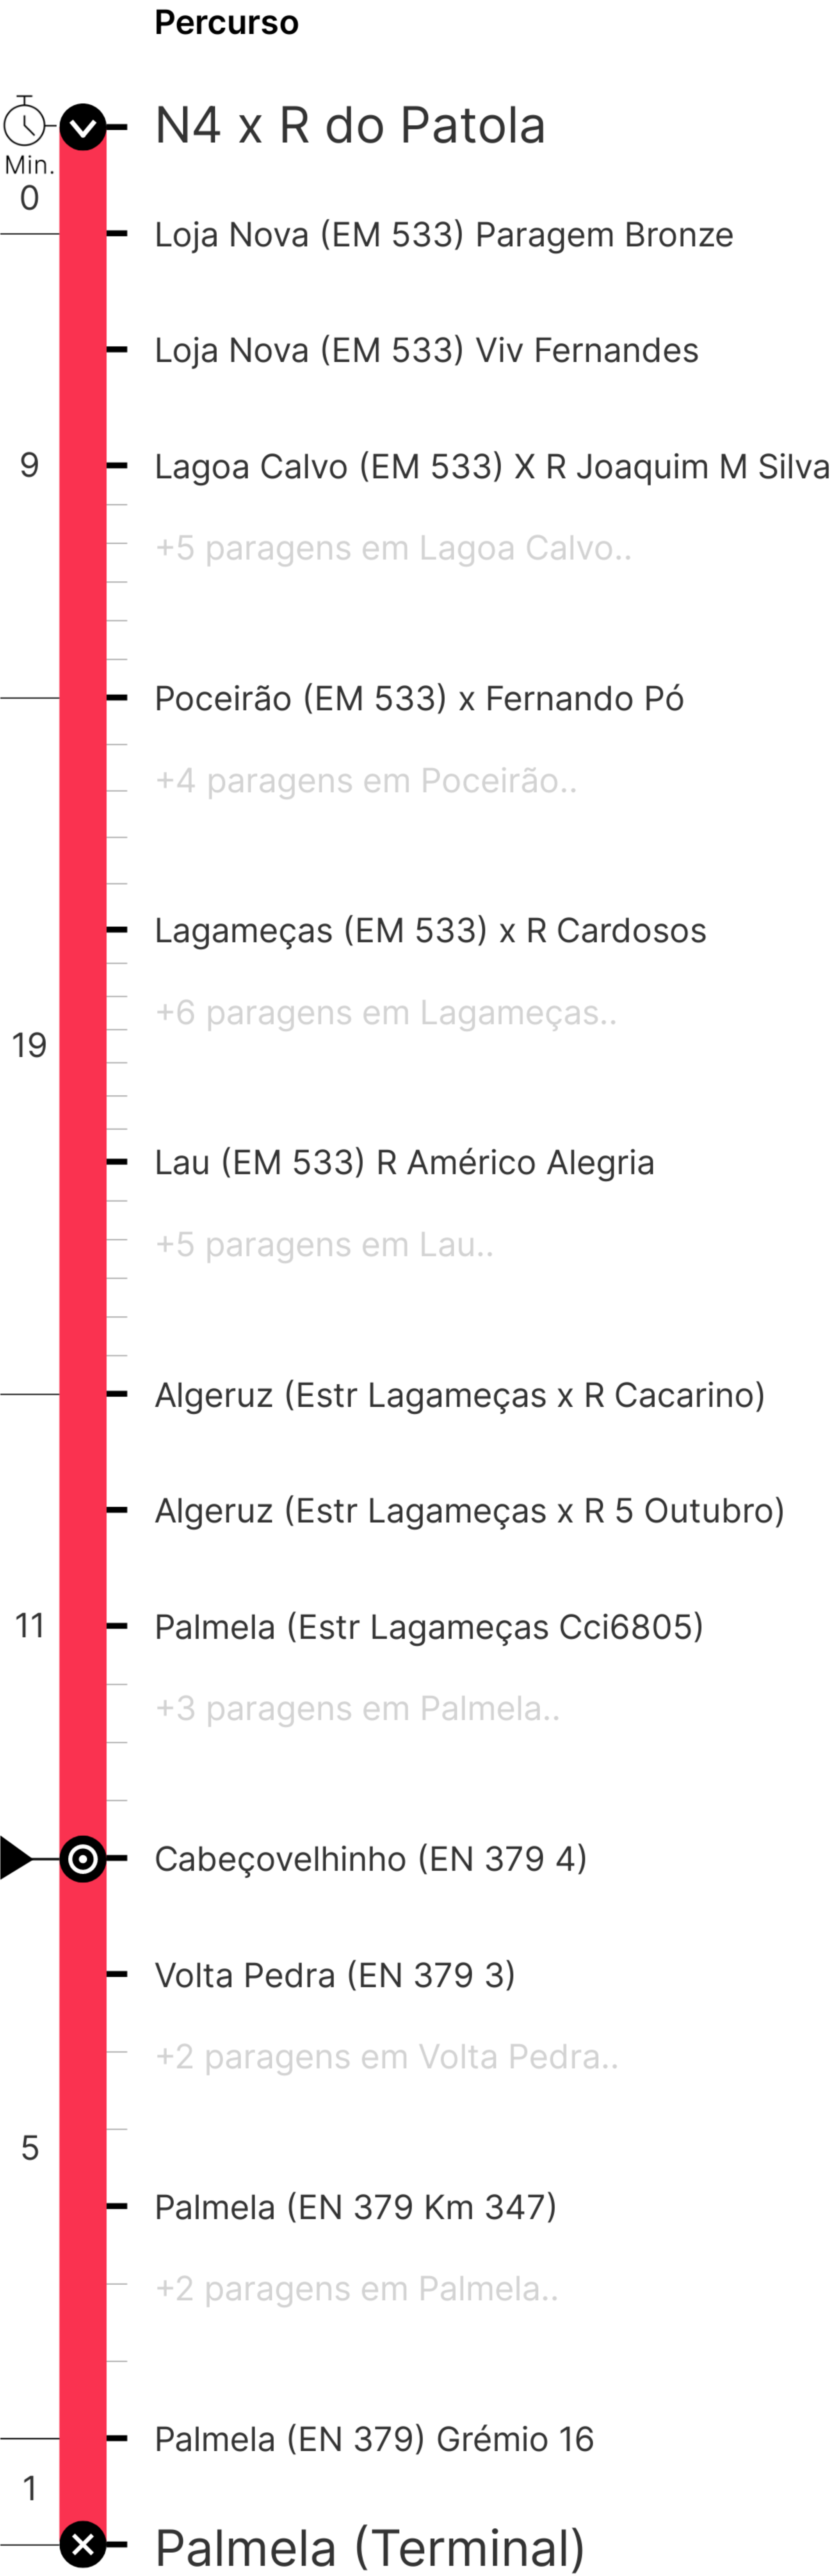 Percurso
N4 x R do Patola
Min.
0
Loja Nova (EM 533) Paragem Bronze
Loja Nova (EM 533) Viv Fernandes
9
Lagoa Calvo (EM 533) X R Joaquim M Silva
+5 paragens em Lagoa Calvo..
Poceirão (EM 533) x Fernando Pó
+4 paragens em Poceirão..
Lagameças (EM 533) x R Cardosos
+6 paragens em Lagameças..
19
Lau (EM 533) R Américo Alegria
+5 paragens em Lau..
Algeruz (Estr Lagameças x R Cacarino)
Algeruz (Estr Lagameças x R 5 Outubro)
11
Palmela (Estr Lagameças Cci6805)
+3 paragens em Palmela..
Cabeçovelhinho (EN 379 4)
Volta Pedra (EN 379 3)
+2 paragens em Volta Pedra..
5
Palmela (EN 379 Km 347)
+2 paragens em Palmela..
Palmela (EN 379) Grémio 16
1
Palmela (Terminal)